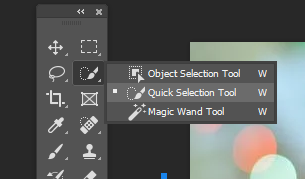 Object Selection Tool W
Quick Selection Tool W
Magic Wand Tool W